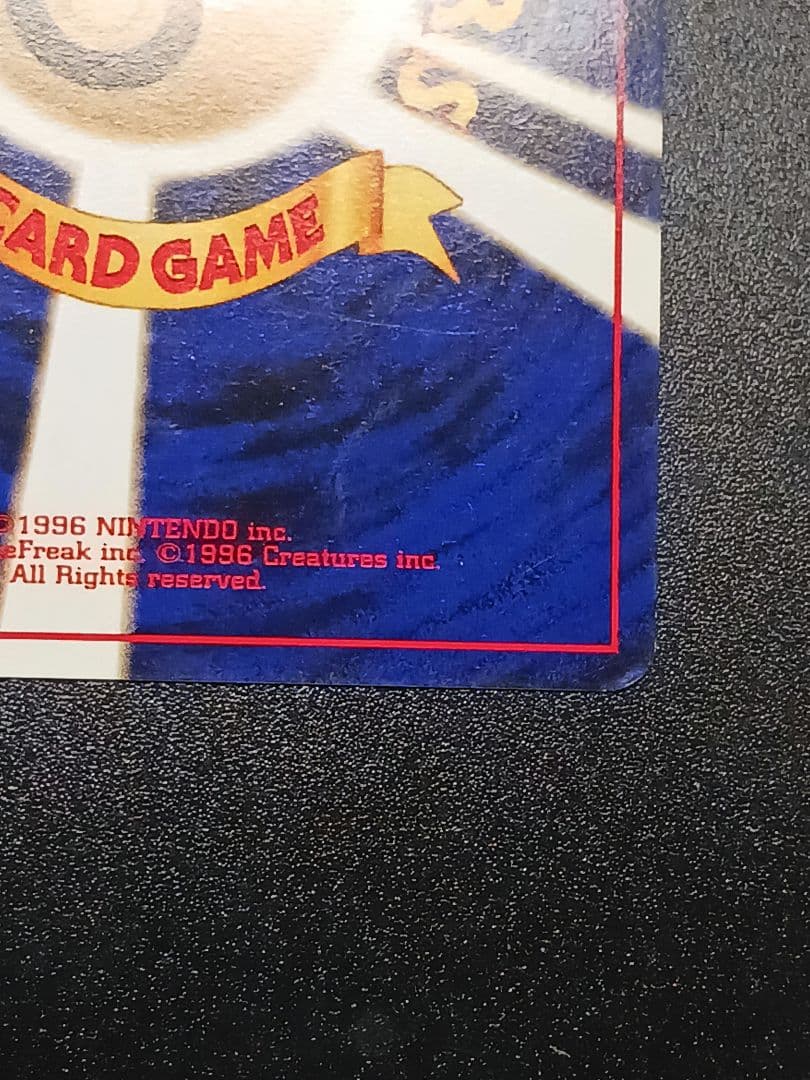 CARD GAME
©1996 NINTENDO inc.
eFreak inc. ©1996 Creatures inc.
All Rights reserved.